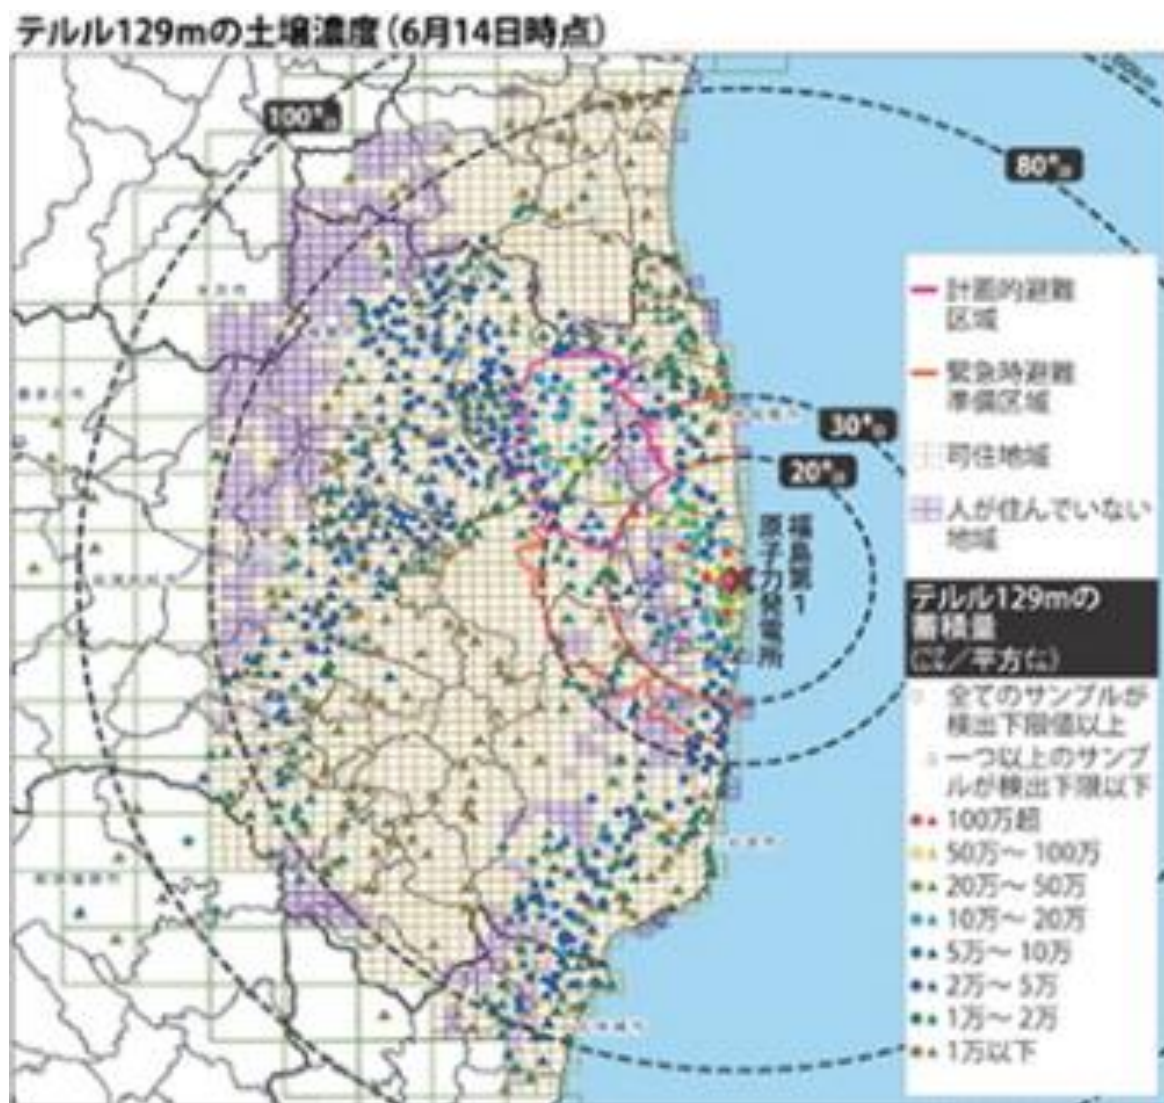 テルル129mの土壌濃度(6月14日時点)
100㌔
80㌔
30㌔
20㌔
福島第1
原子力発電所
計画的避難
区域
緊急時避難
準備区域
可住地域
人が住んでいない
地域
テルル129mの
蓄積量
(㌃/平方㍍)
全てのサンプルが
検出下限値以上
一つ以上のサンプ
ルが検出下限以下
100万超
50万〜100万
20万〜50万
10万〜20万
5万〜10万
2万〜5万
1万〜2万
1万以下